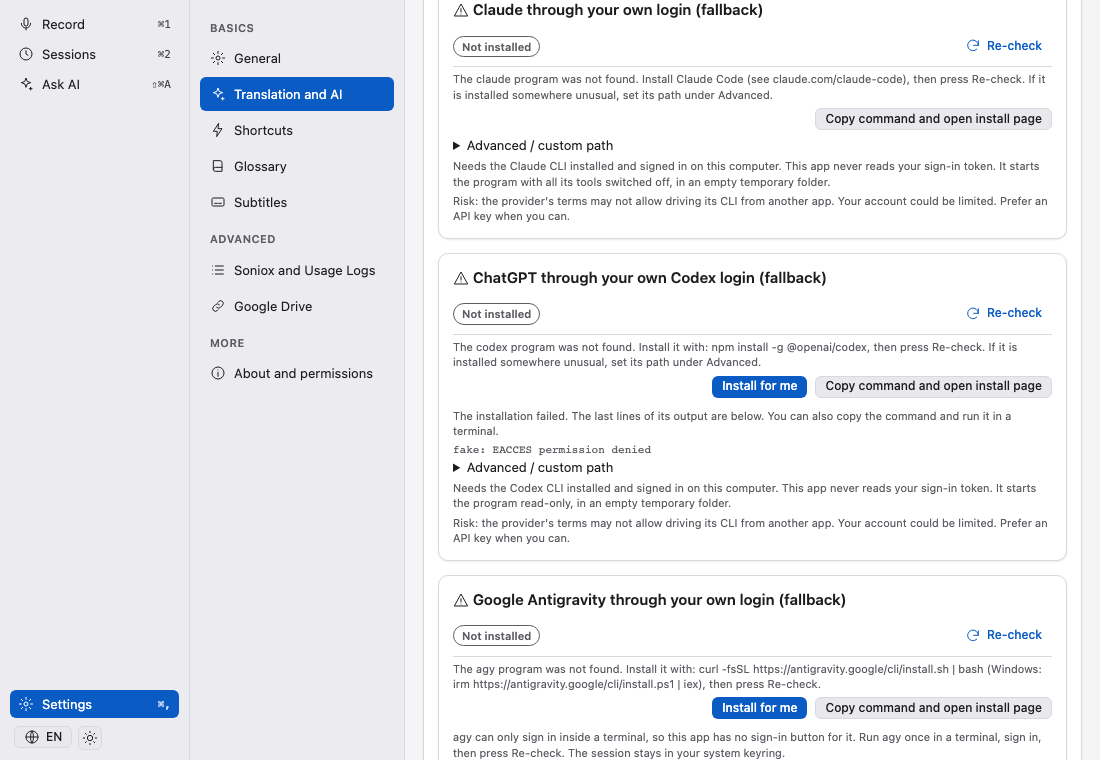 Record ⌘1
Sessions ⌘2
Ask AI ⇧⌘A
Settings ⌘,
EN
BASICS
General
Translation and AI
Shortcuts
Glossary
Subtitles
ADVANCED
Soniox and Usage Logs
Google Drive
MORE
About and permissions
Claude through your own login (fallback)
Not installed
Re-check
The claude program was not found. Install Claude Code (see claude.com/claude-code), then press Re-check. If it
is installed somewhere unusual, set its path under Advanced.
Copy command and open install page
Advanced / custom path
Needs the Claude CLI installed and signed in on this computer. This app never reads your sign-in token. It starts
the program with all its tools switched off, in an empty temporary folder.
Risk: the provider's terms may not allow driving its CLI from another app. Your account could be limited. Prefer an
API key when you can.
ChatGPT through your own Codex login (fallback)
Not installed
Re-check
The codex program was not found. Install it with: npm install -g @openai/codex, then press Re-check. If it is
installed somewhere unusual, set its path under Advanced.
Install for me
Copy command and open install page
The installation failed. The last lines of its output are below. You can also copy the command and run it in a
terminal.
fake: EACCES permission denied
Advanced / custom path
Needs the Codex CLI installed and signed in on this computer. This app never reads your sign-in token. It starts
the program read-only, in an empty temporary folder.
Risk: the provider's terms may not allow driving its CLI from another app. Your account could be limited. Prefer an
API key when you can.
Google Antigravity through your own login (fallback)
Not installed
Re-check
The agy program was not found. Install it with: curl -fsSL https://antigravity.google/cli/install.sh | bash (Windows:
irm https://antigravity.google/cli/install.ps1 | iex), then press Re-check.
Install for me
Copy command and open install page
agy can only sign in inside a terminal, so this app has no sign-in button for it. Run agy once in a terminal, sign in,
then press Re-check. The session stays in your system keyring.